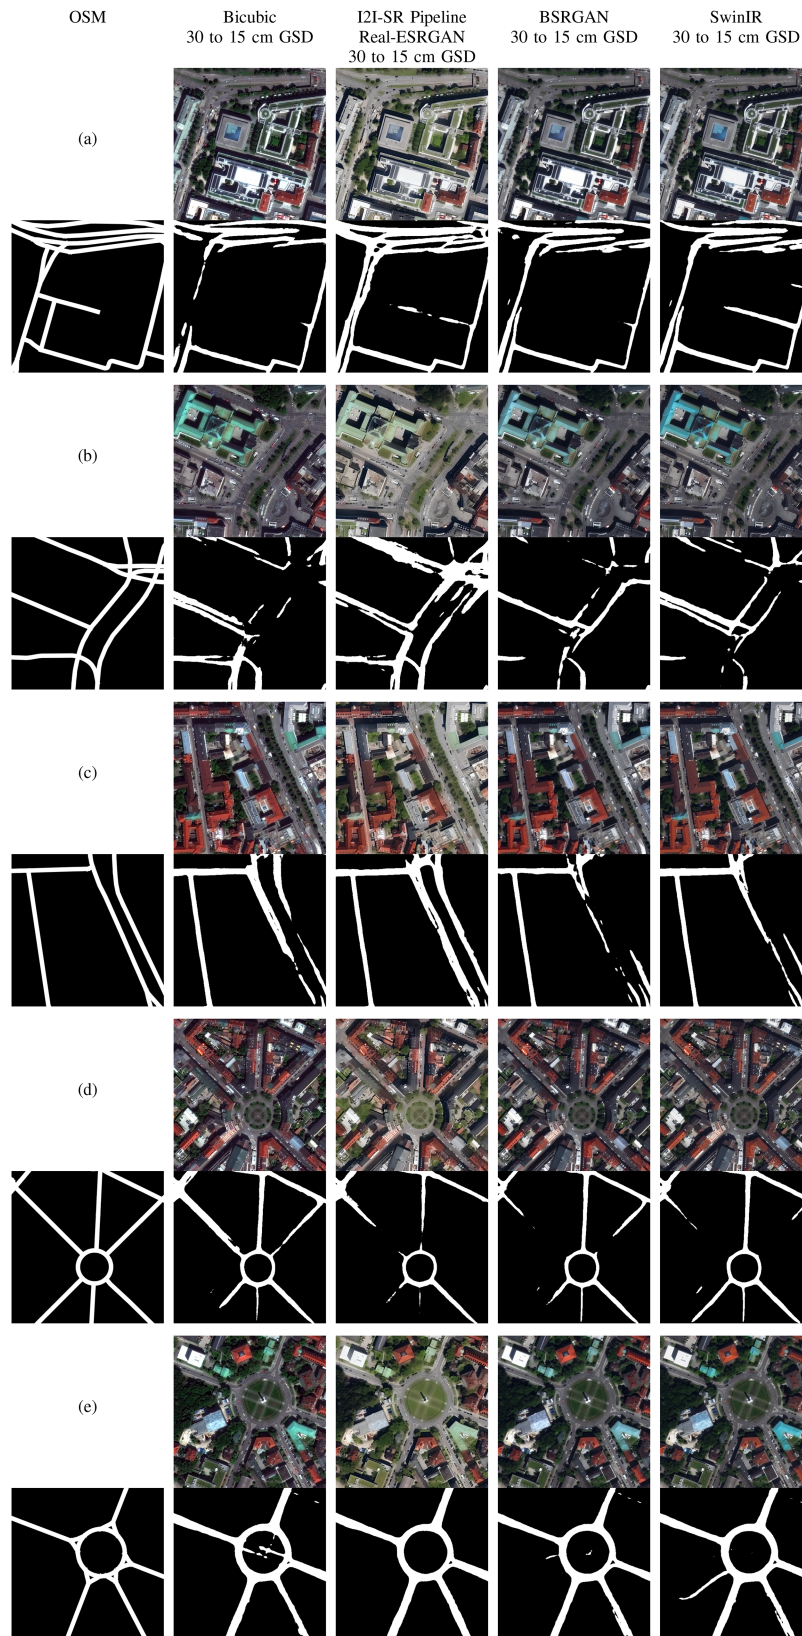 OSM
Bicubic
30 to 15 cm GSD
I2I-SR Pipeline
Real-ESRGAN
30 to 15 cm GSD
BSRGAN
30 to 15 cm GSD
SwinIR
30 to 15 cm GSD
(a)
(b)
(c)
(d)
(e)